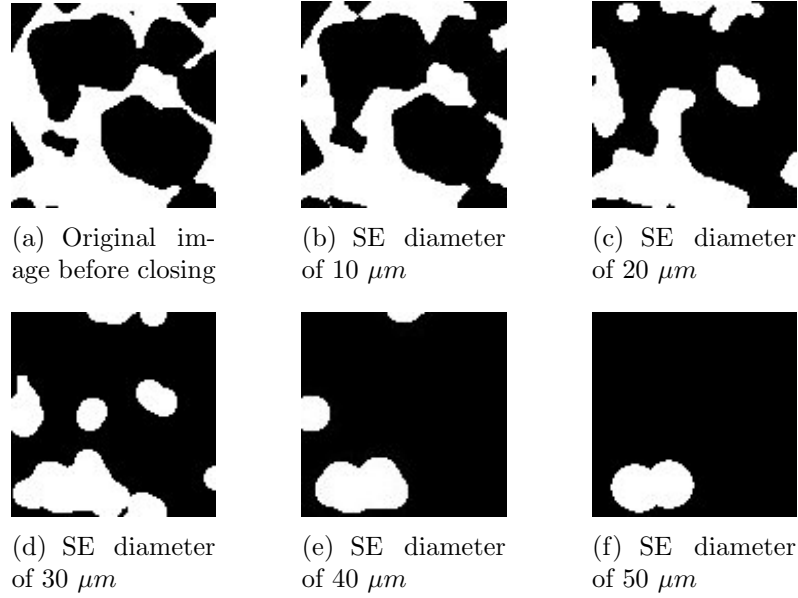 (a) Original im-
age before closing
(b) SE diameter
of 10 μm
(c) SE diameter
of 20 μm
(d) SE diameter
of 30 μm
(e) SE diameter
of 40 μm
(f) SE diameter
of 50 μm